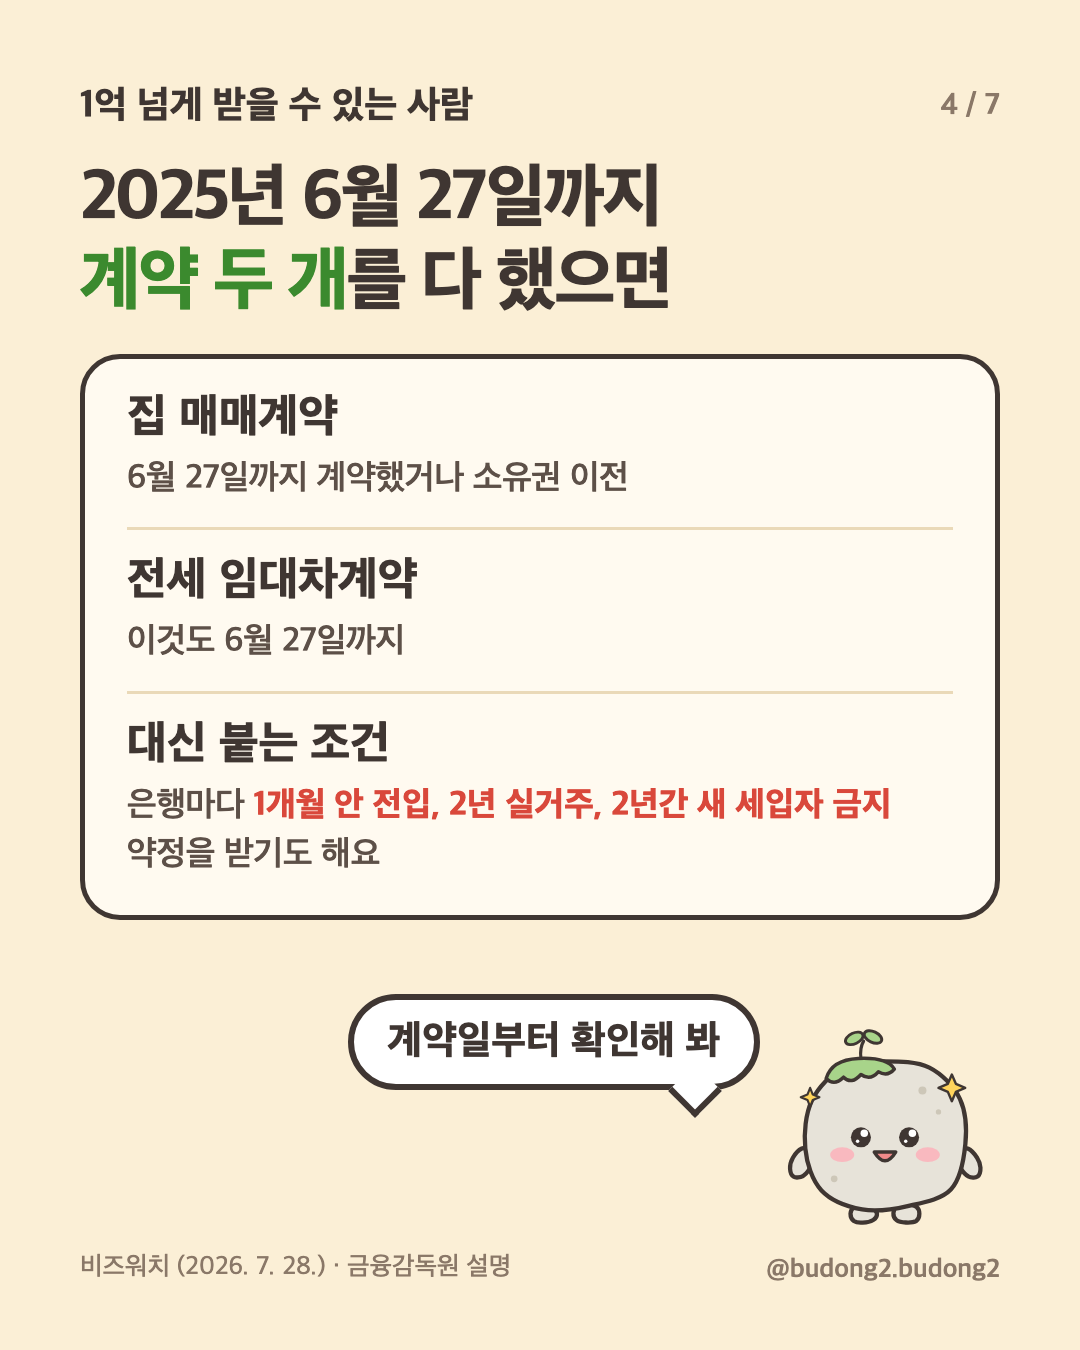 1억 넘게 받을 수 있는 사람
4 / 7
2025년 6월 27일까지
계약 두 개를 다 했으면
집 매매계약
6월 27일까지 계약했거나 소유권 이전
전세 임대차계약
이것도 6월 27일까지
대신 붙는 조건
은행마다 1개월 안 전입, 2년 실거주, 2년간 새 세입자 금지
약정을 받기도 해요
계약일부터 확인해 봐
비즈워치 (2026. 7. 28.) · 금융감독원 설명
@budong2.budong2